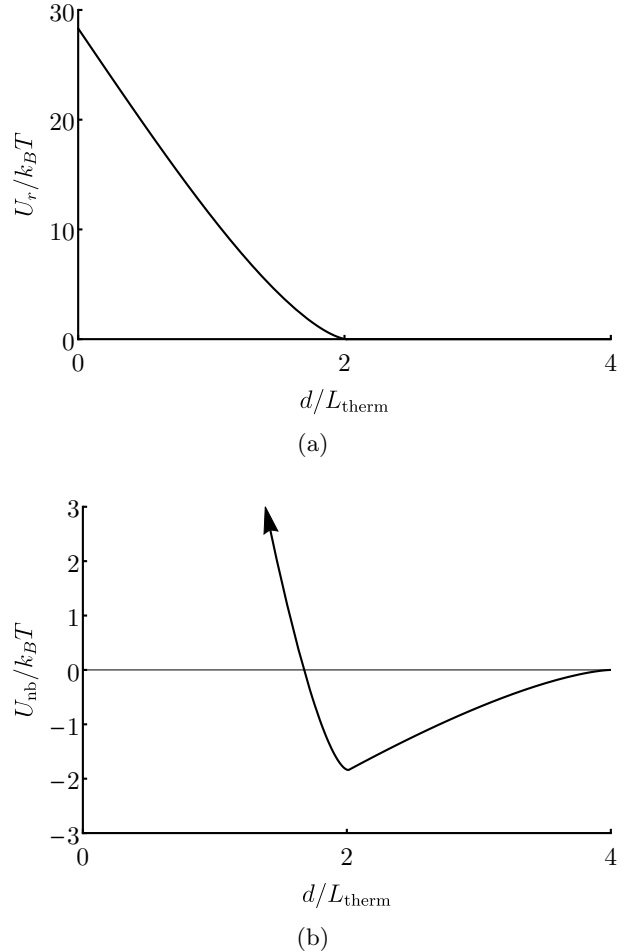 30
20
10
0
U_r/k_BT
0 2 4
d/L_therm
(a)
3
2
1
0
−1
−2
−3
U_nb/k_BT
0 2 4
d/L_therm
(b)